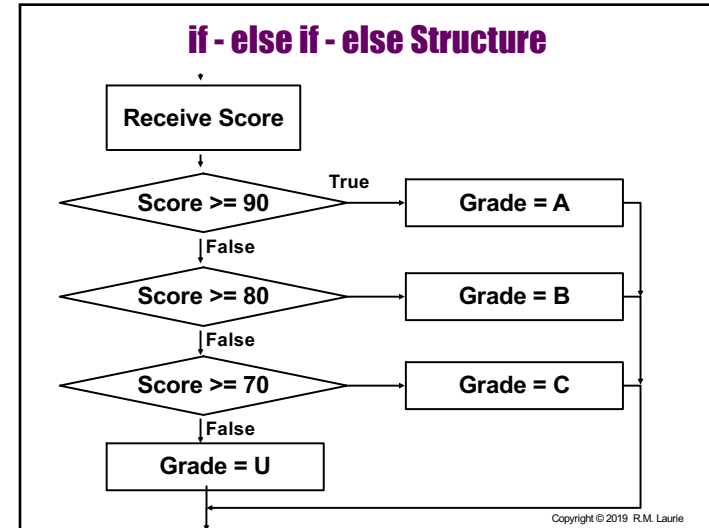 if - else if - else Structure
Receive Score
True
Score >= 90
Grade = A
False
Score >= 80
Grade = B
False
Score >= 70
Grade = C
False
Grade = U
Copyright © 2019 R.M. Laurie